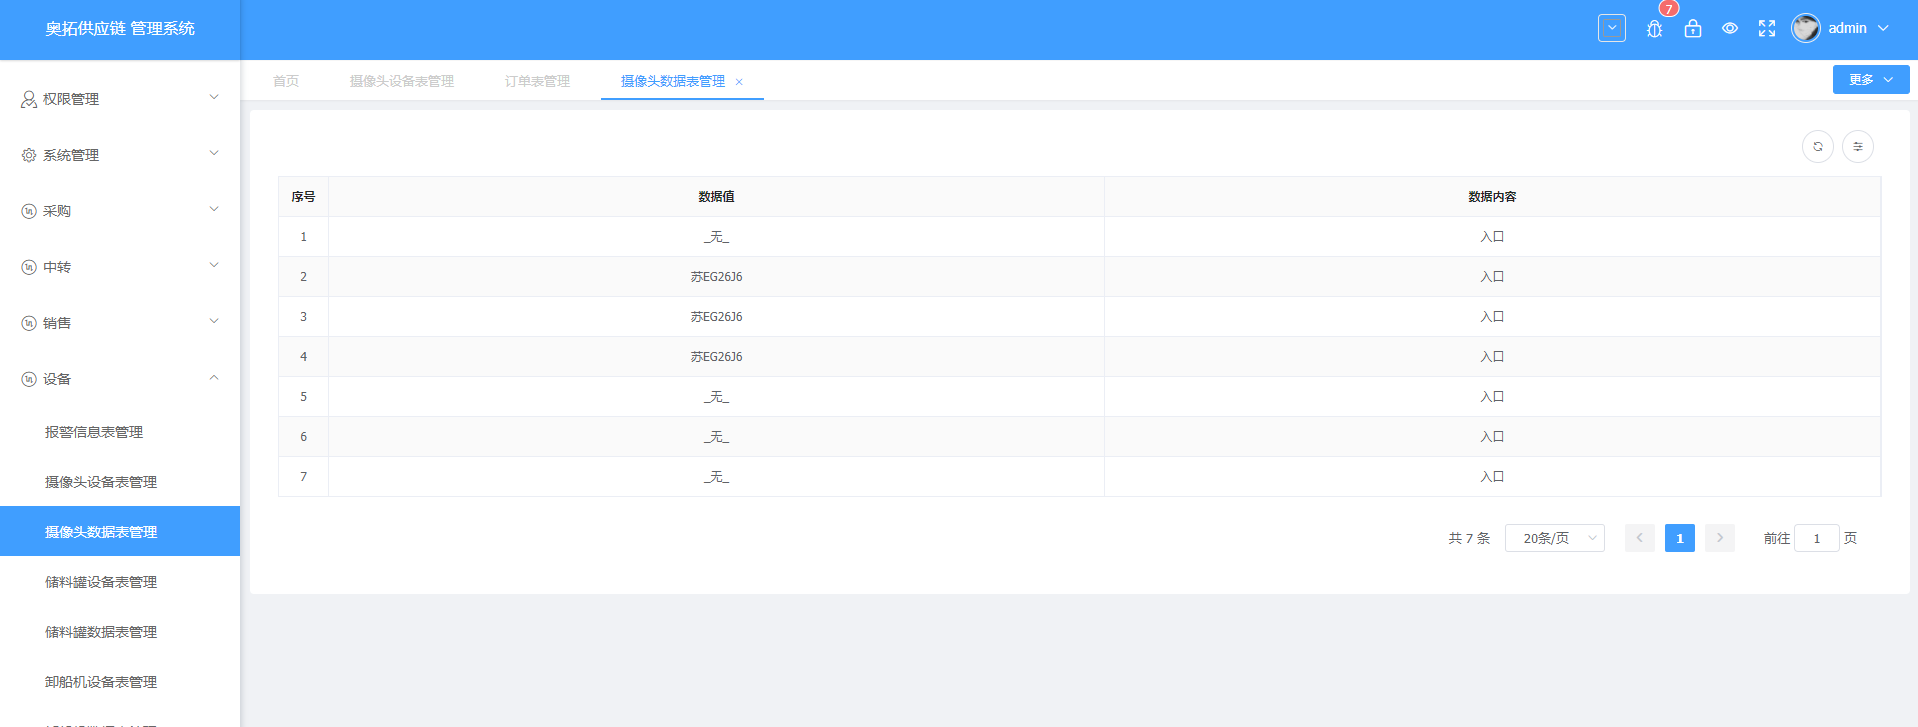 奥拓供应链 管理系统
7
admin
首页
摄像头设备表管理
订单表管理
摄像头数据表管理
更多
权限管理
系统管理
采购
中转
销售
设备
报警信息表管理
摄像头设备表管理
摄像头数据表管理
储料罐设备表管理
储料罐数据表管理
卸船机设备表管理
序号 数据值 数据内容
1 _无_ 入口
2 苏EG26J6 入口
3 苏EG26J6 入口
4 苏EG26J6 入口
5 _无_ 入口
6 _无_ 入口
7 _无_ 入口
共 7 条 20条/页 1 前往 1 页